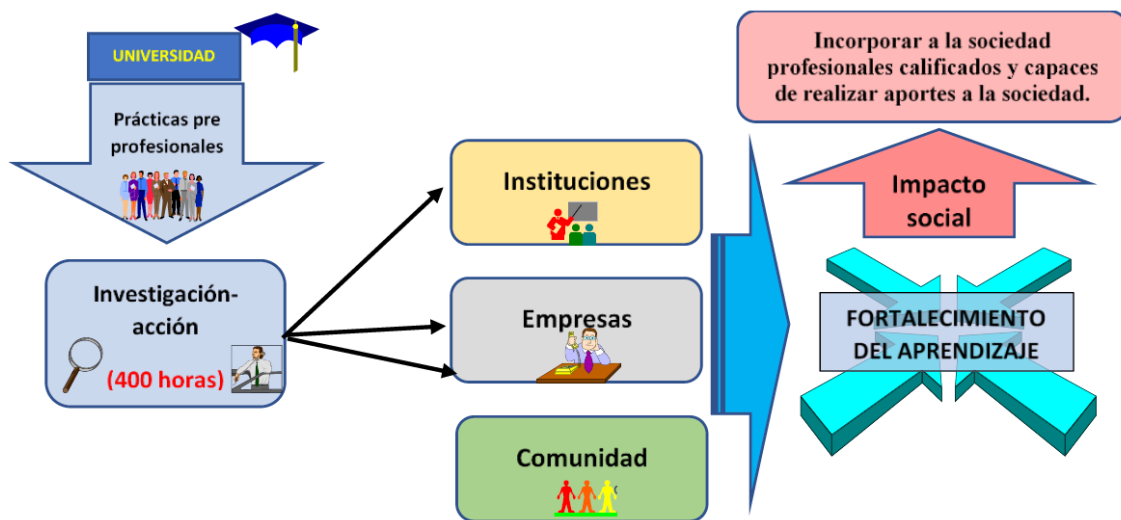 UNIVERSIDAD
Prácticas pre
profesionales
Investigación-
acción
(400 horas)
Instituciones
Empresas
Comunidad
Incorporar a la sociedad
profesionales calificados y capaces
de realizar aportes a la sociedad.
Impacto
social
FORTALECIMIENTO
DEL APRENDIZAJE